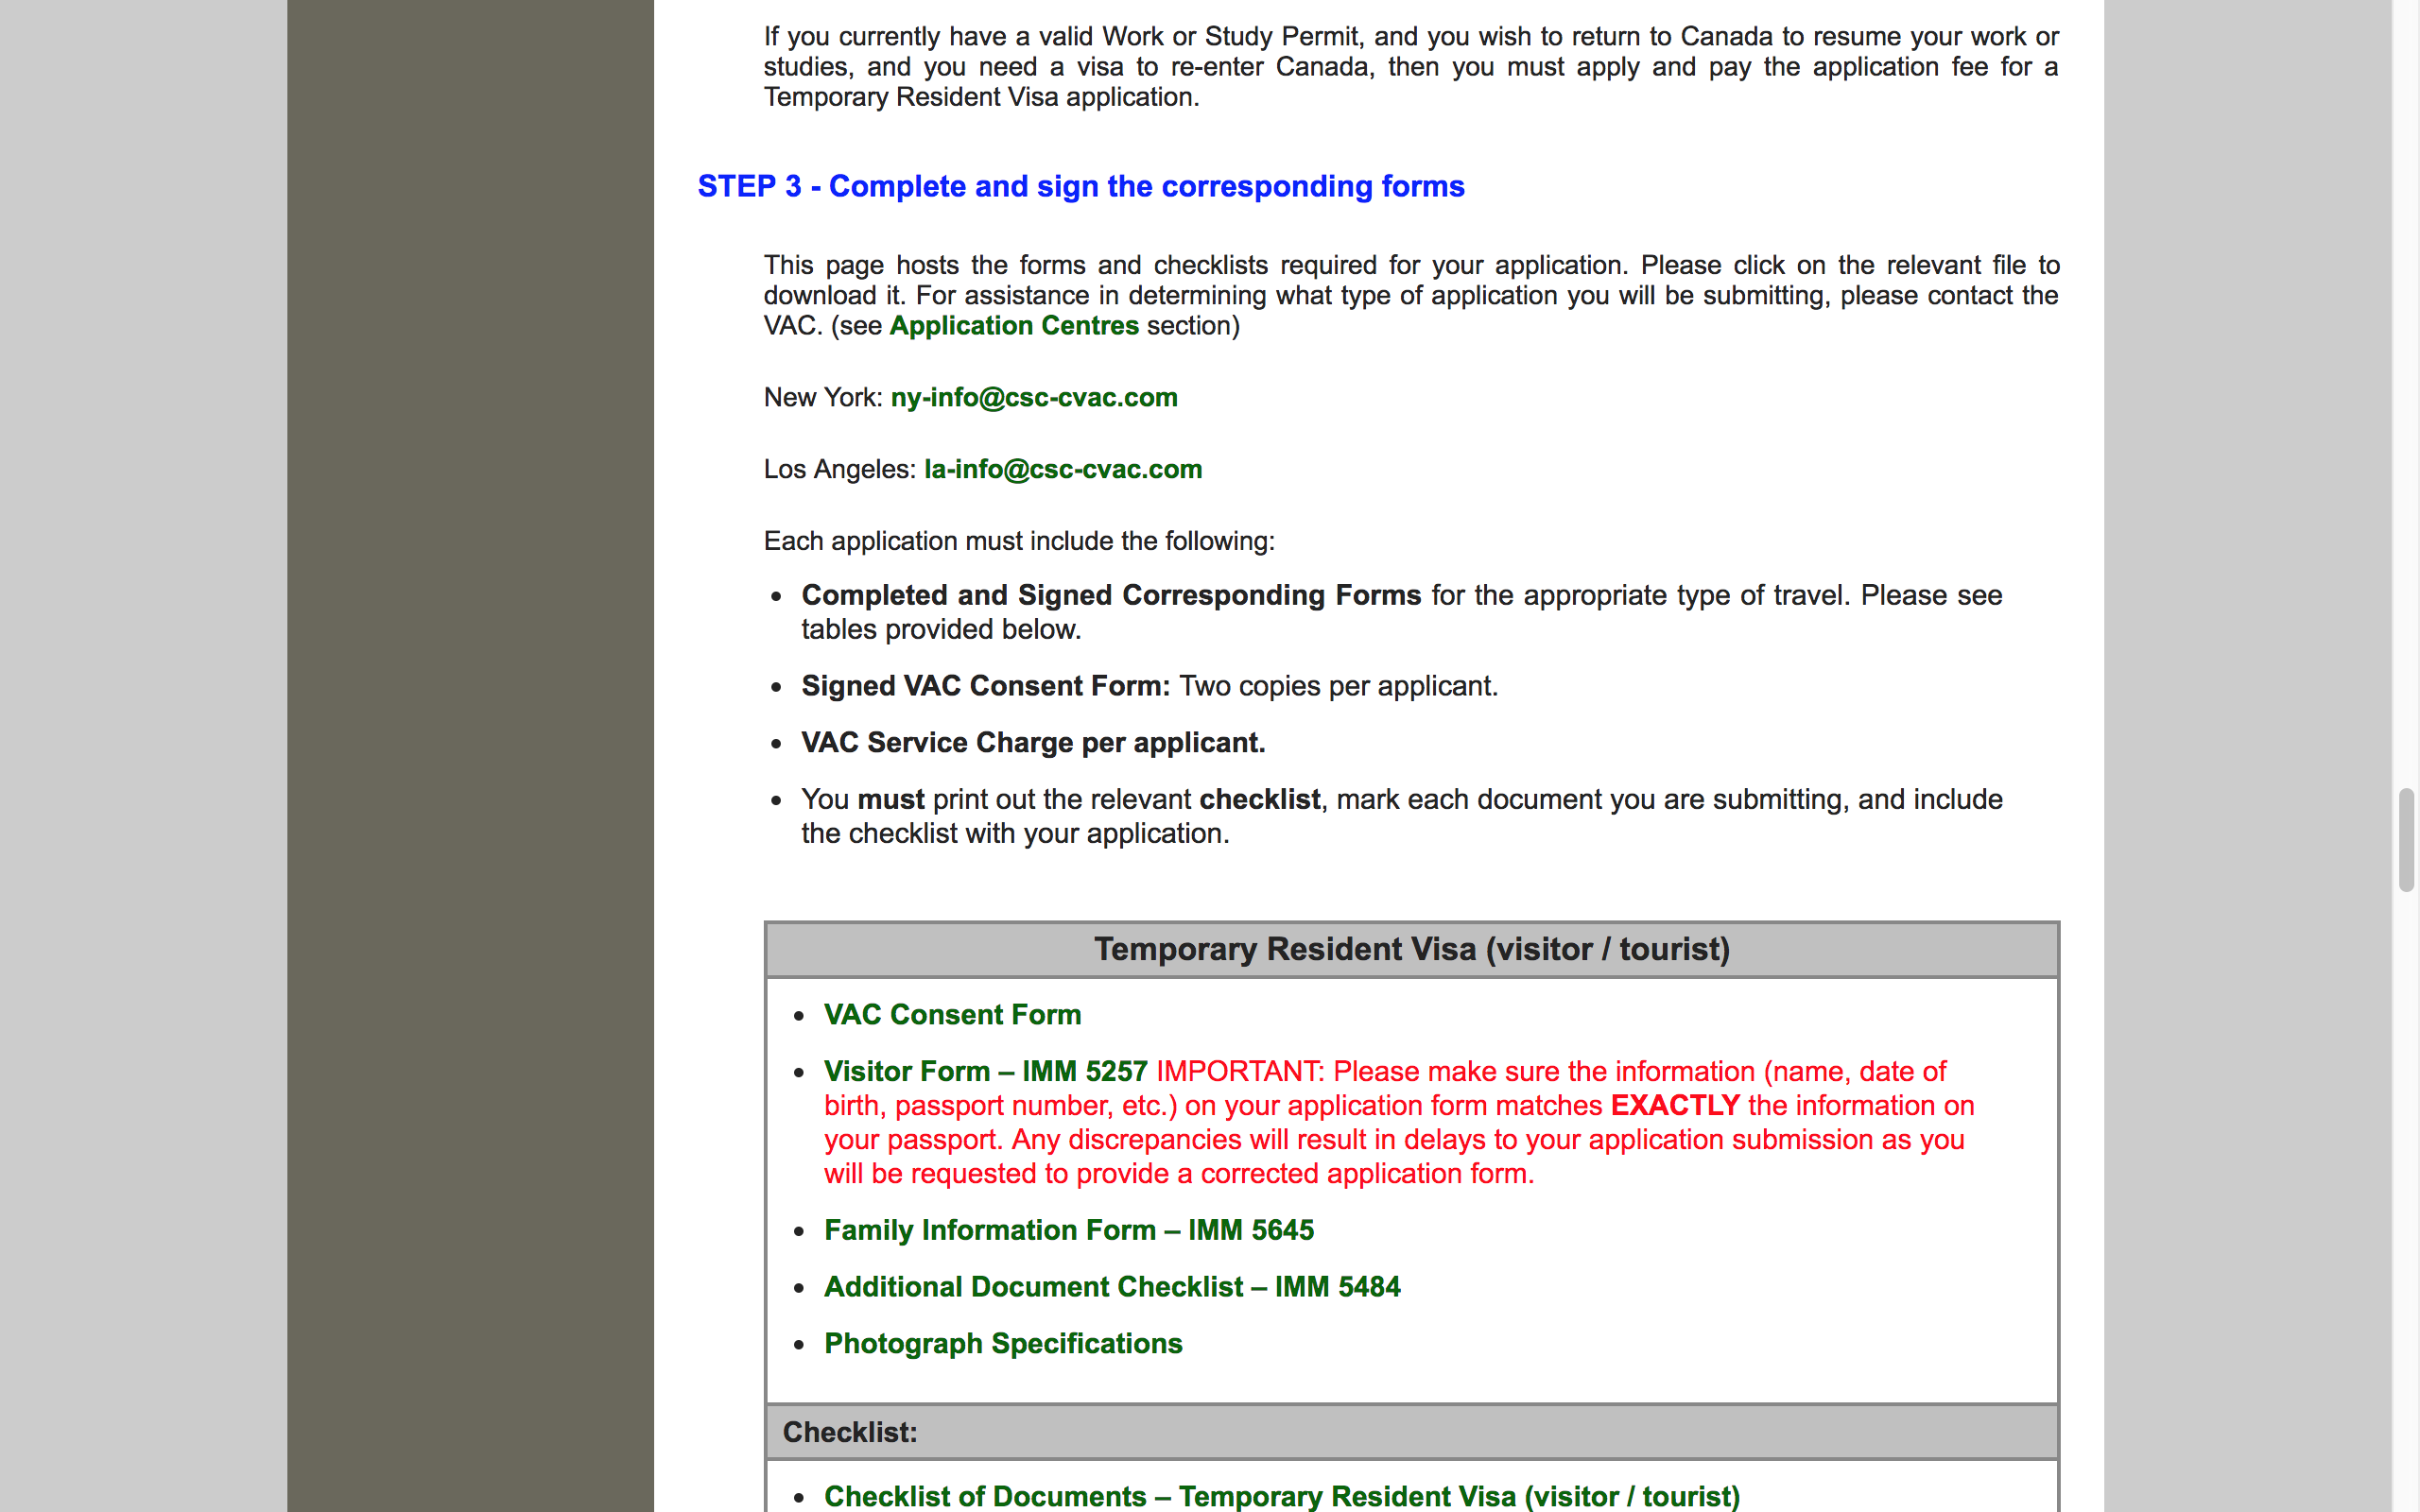 If you currently have a valid Work or Study Permit, and you wish to return to Canada to resume your work or
studies, and you need a visa to re-enter Canada, then you must apply and pay the application fee for a
Temporary Resident Visa application.
STEP 3 - Complete and sign the corresponding forms
This page hosts the forms and checklists required for your application. Please click on the relevant file to
download it. For assistance in determining what type of application you will be submitting, please contact the
VAC. (see Application Centres section)
New York: ny-info@csc-cvac.com
Los Angeles: la-info@csc-cvac.com
Each application must include the following:
• Completed and Signed Corresponding Forms for the appropriate type of travel. Please see
tables provided below.
• Signed VAC Consent Form: Two copies per applicant.
• VAC Service Charge per applicant.
• You must print out the relevant checklist, mark each document you are submitting, and include
the checklist with your application.
Temporary Resident Visa (visitor / tourist)
• VAC Consent Form
• Visitor Form – IMM 5257 IMPORTANT: Please make sure the information (name, date of
birth, passport number, etc.) on your application form matches EXACTLY the information on
your passport. Any discrepancies will result in delays to your application submission as you
will be requested to provide a corrected application form.
• Family Information Form – IMM 5645
• Additional Document Checklist – IMM 5484
• Photograph Specifications
Checklist:
• Checklist of Documents – Temporary Resident Visa (visitor / tourist)